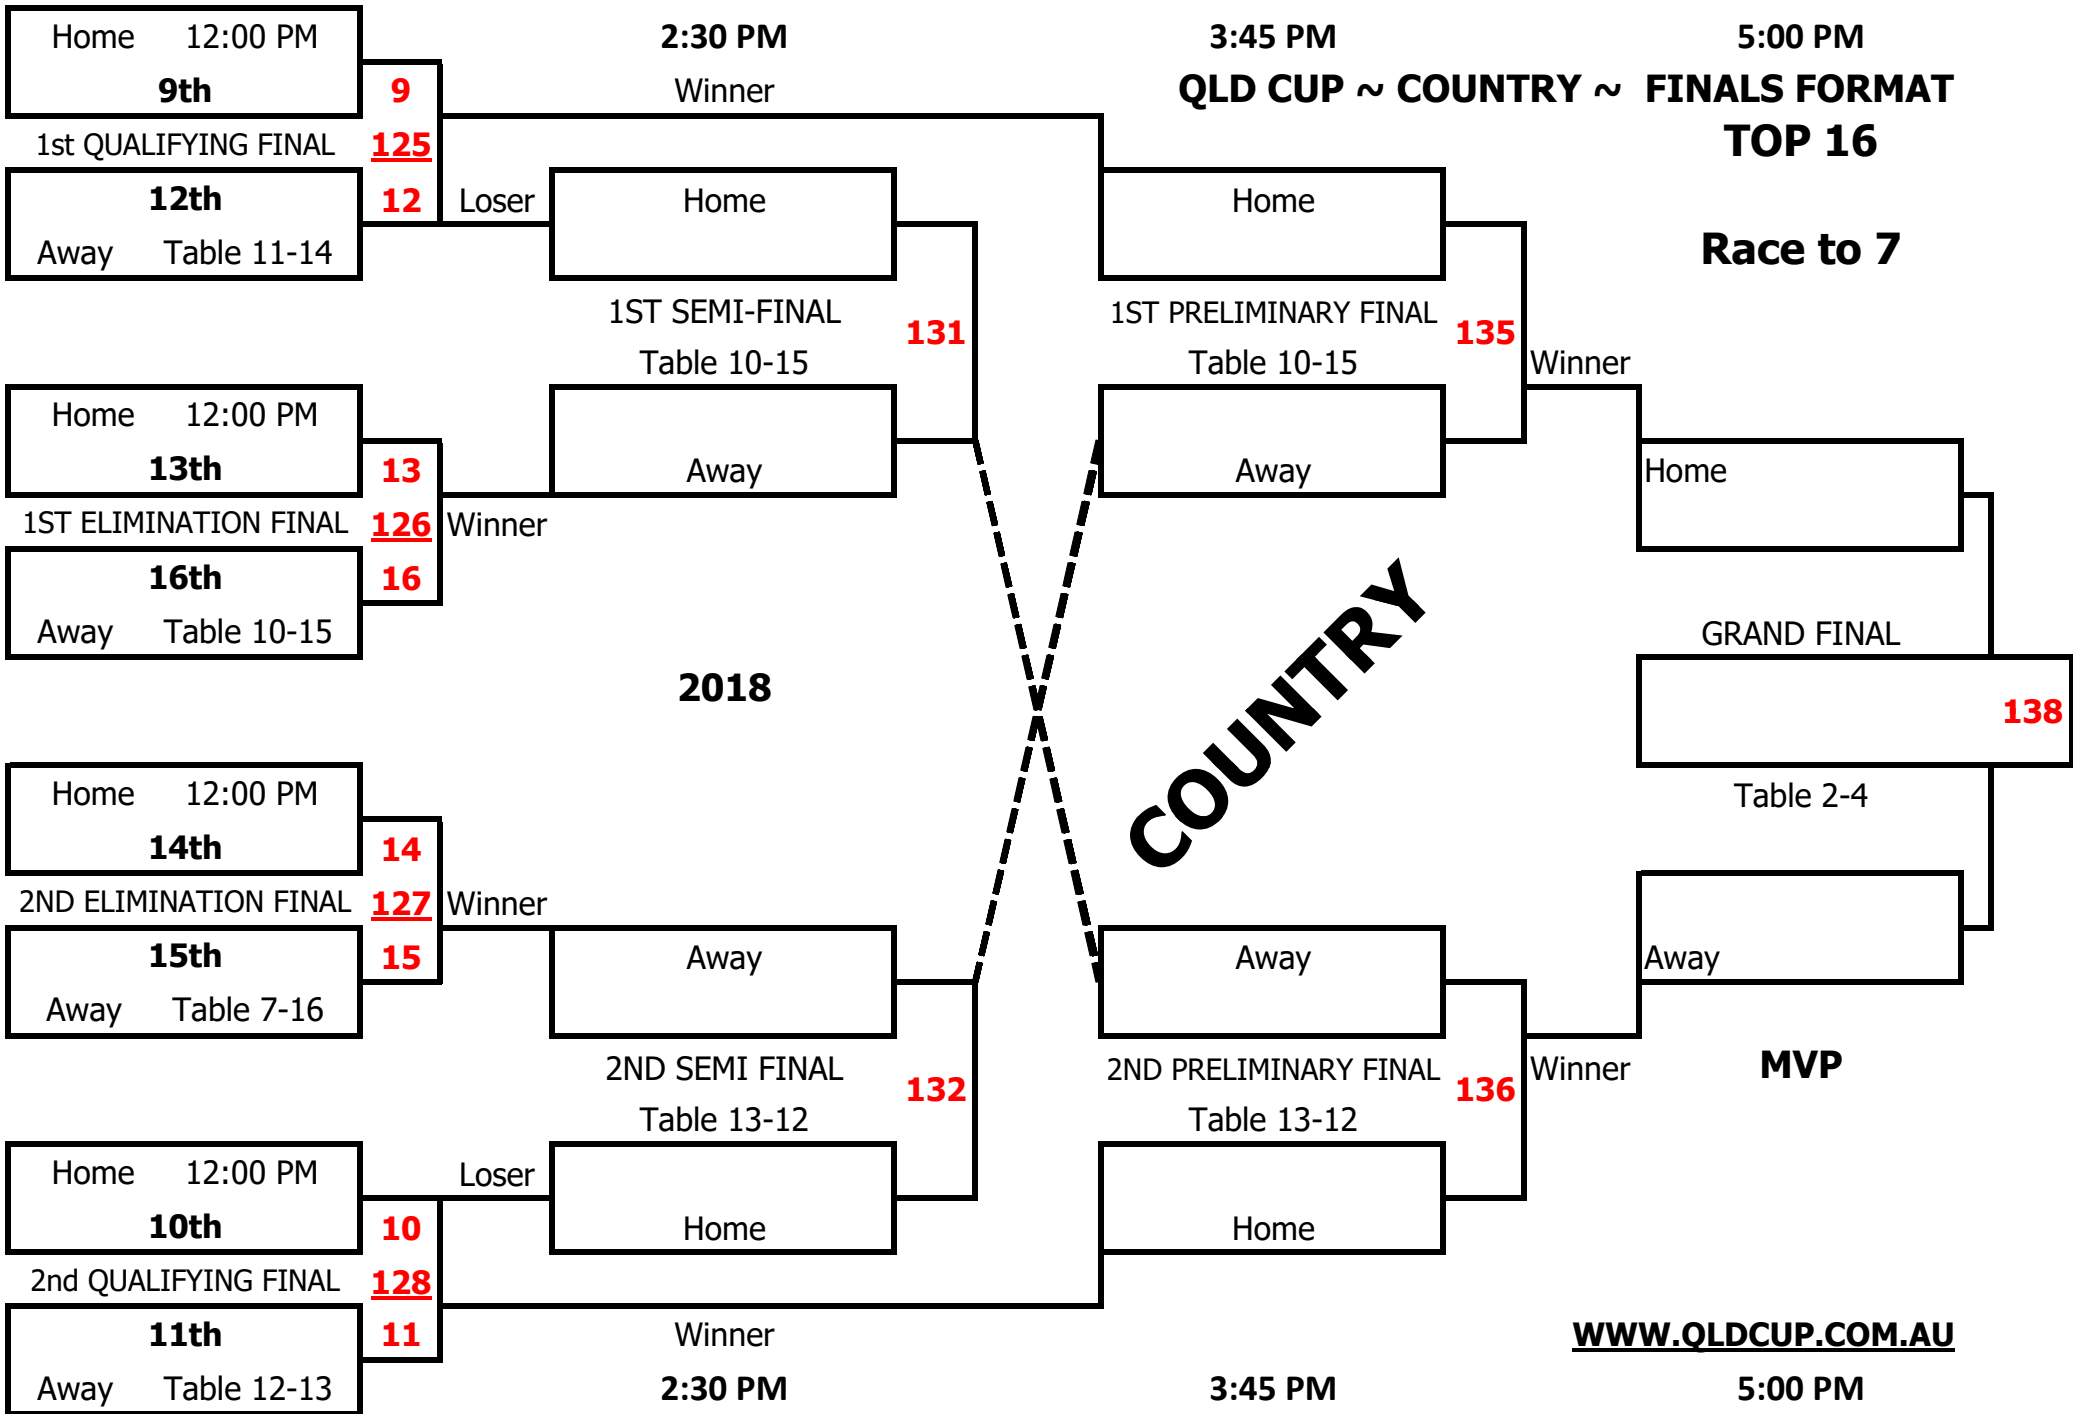 Home 12:00 PM 2:30 PM 3:45 PM 5:00 PM
9th 9 Winner QLD CUP ~ COUNTRY ~ FINALS FORMAT
1st QUALIFYING FINAL 125 TOP 16
12th 12 Loser Home Home
Away Table 11-14 Race to 7
1ST SEMI-FINAL 131 1ST PRELIMINARY FINAL 135
Table 10-15 Table 10-15 Winner
Home 12:00 PM
13th 13 Away Away Home
1ST ELIMINATION FINAL 126 Winner
16th 16
Away Table 10-15 GRAND FINAL
2018 COUNTRY 138
Home 12:00 PM Table 2-4
14th 14
2ND ELIMINATION FINAL 127 Winner
15th 15 Away Away Away
Away Table 7-16
2ND SEMI FINAL 132 2ND PRELIMINARY FINAL 136 Winner MVP
Table 13-12 Table 13-12
Home 12:00 PM Loser
10th 10 Home Home
2nd QUALIFYING FINAL 128
11th 11 Winner WWW.QLDCUP.COM.AU
Away Table 12-13 2:30 PM 3:45 PM 5:00 PM